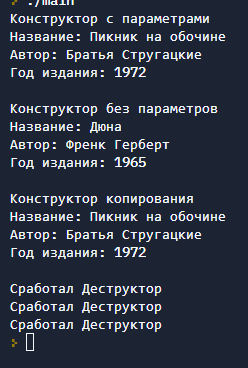 ./main
Конструктор с параметрами
Название: Пикник на обочине
Автор: Братья Стругацкие
Год издания: 1972
Конструктор без параметров
Название: Дюна
Автор: Френк Герберт
Год издания: 1965
Конструктор копирования
Название: Пикник на обочине
Автор: Братья Стругацкие
Год издания: 1972
Сработал Деструктор
Сработал Деструктор
Сработал Деструктор